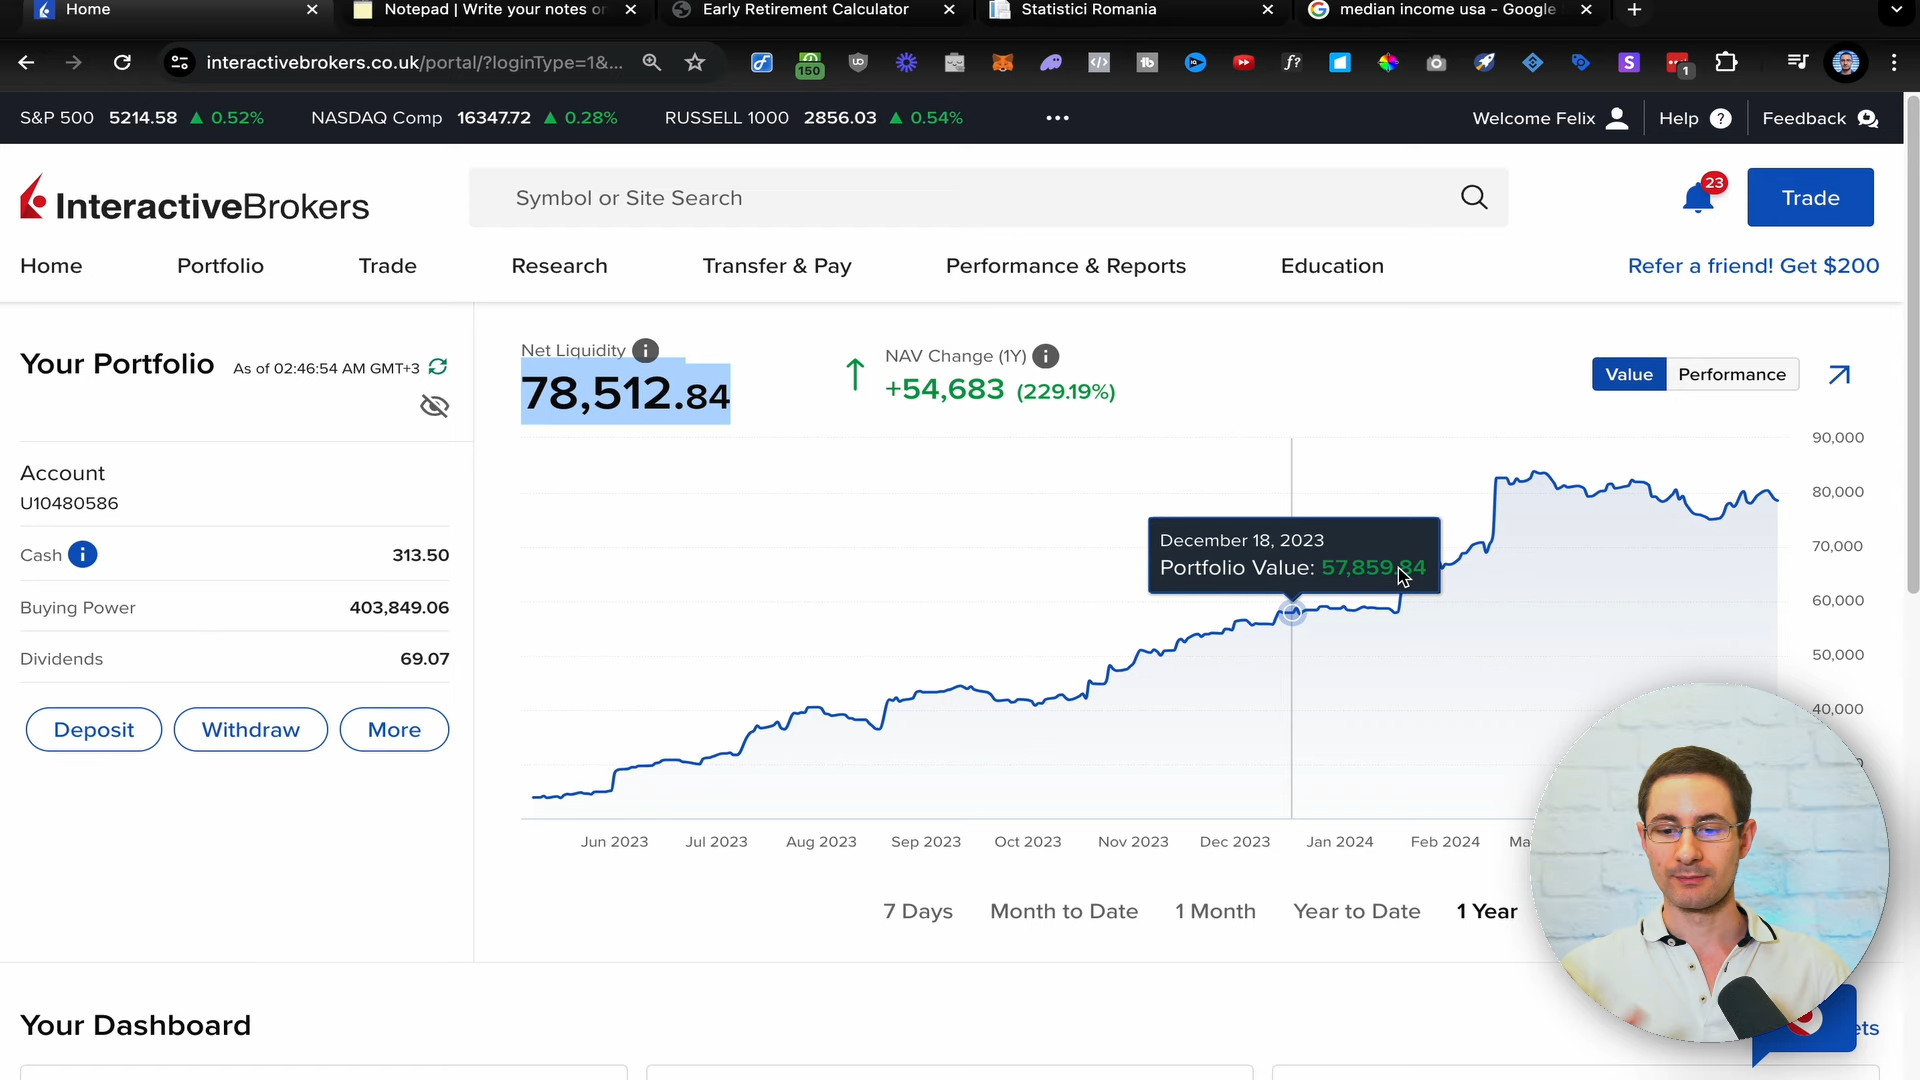 Home
Notepad | Write your notes or
Early Retirement Calculator
Statistici Romania
median income usa - Google
interactivebrokers.co.uk/portal/?loginType=1&...
150
1
S&P 500 5214.58 ▲ 0.52%
NASDAQ Comp 16347.72 ▲ 0.28%
RUSSELL 1000 2856.03 ▲ 0.54%
•••
Welcome Felix
Help ?
Feedback
InteractiveBrokers
Symbol or Site Search
23
Trade
Home
Portfolio
Trade
Research
Transfer & Pay
Performance & Reports
Education
Refer a friend! Get $200
Your Portfolio As of 02:46:54 AM GMT+3
Account
U10480586
Cash i 313.50
Buying Power 403,849.06
Dividends 69.07
Deposit
Withdraw
More
Net Liquidity i
78,512.84
NAV Change (1Y) i
+54,683 (229.19%)
Value
Performance
90,000
80,000
70,000
60,000
50,000
40,000
December 18, 2023
Portfolio Value: 57,859.84
Jun 2023
Jul 2023
Aug 2023
Sep 2023
Oct 2023
Nov 2023
Dec 2023
Jan 2024
Feb 2024
Ma
7 Days
Month to Date
1 Month
Year to Date
1 Year
Your Dashboard
ets